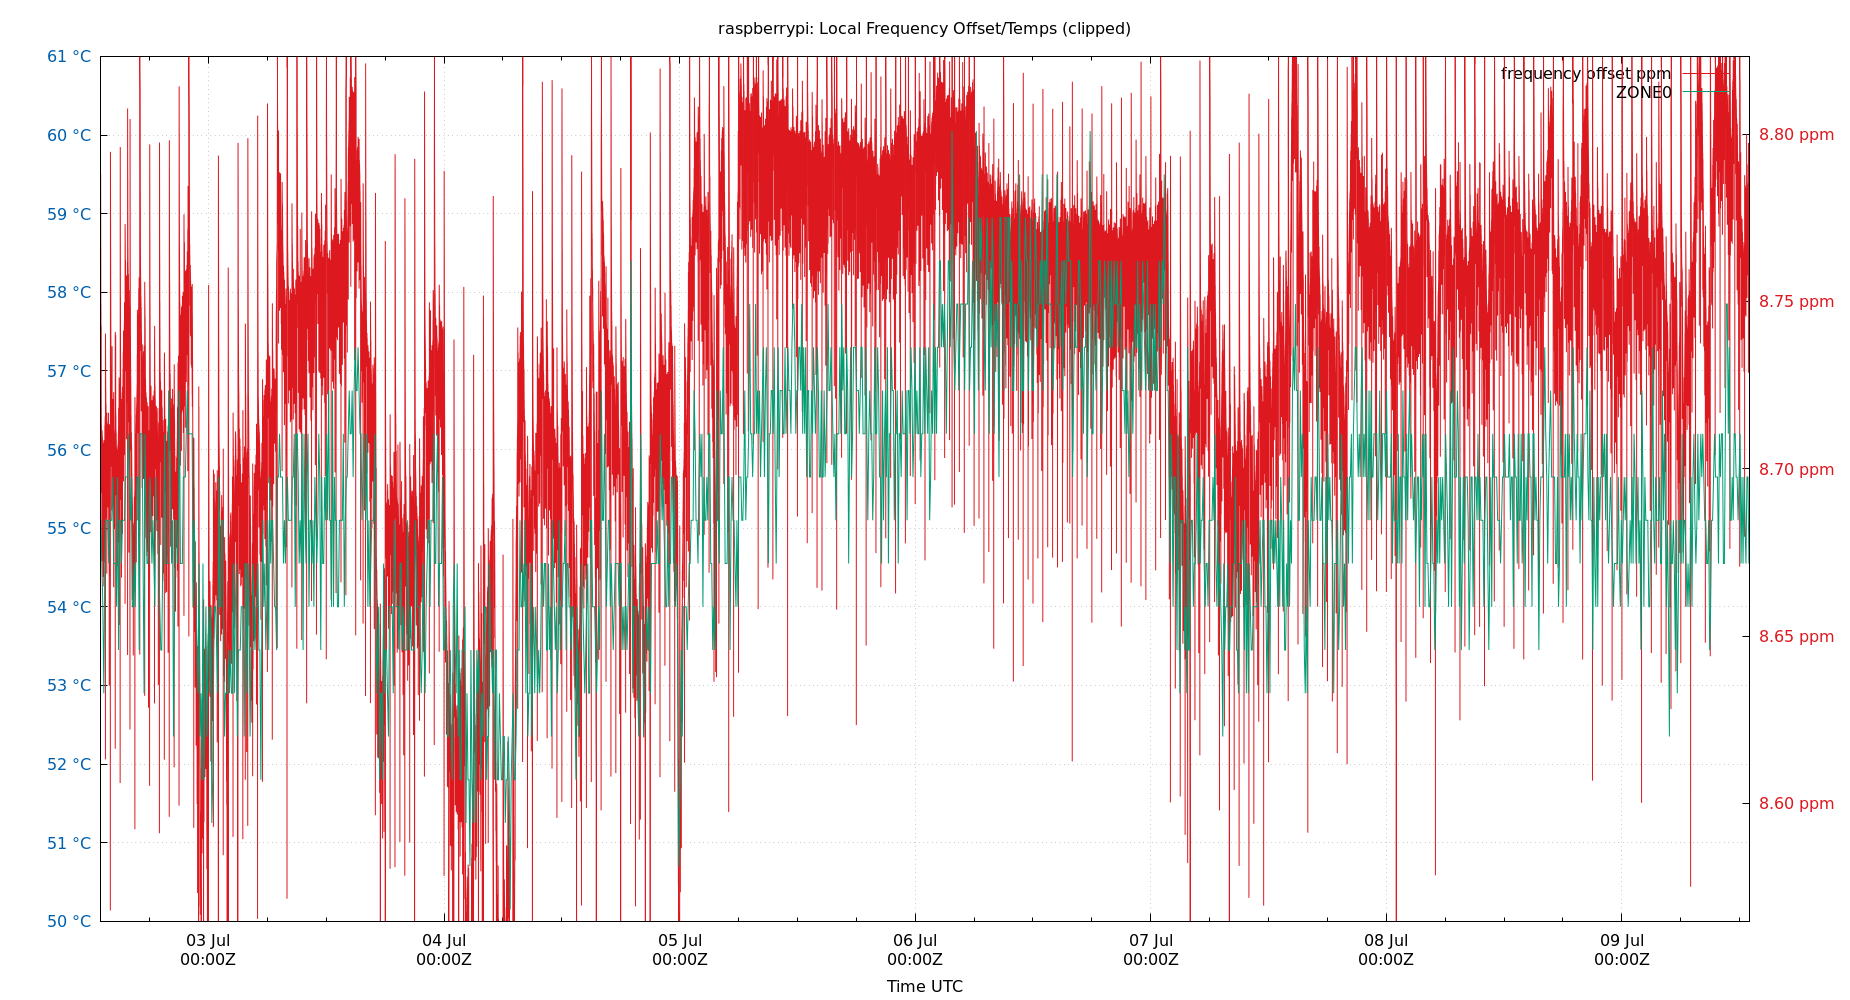 raspberrypi: Local Frequency Offset/Temps (clipped)
61 °C
60 °C
59 °C
58 °C
57 °C
56 °C
55 °C
54 °C
53 °C
52 °C
51 °C
50 °C
frequency offset ppm
ZONE0
8.80 ppm
8.75 ppm
8.70 ppm
8.65 ppm
8.60 ppm
03 Jul
00:00Z
04 Jul
00:00Z
05 Jul
00:00Z
06 Jul
00:00Z
07 Jul
00:00Z
08 Jul
00:00Z
09 Jul
00:00Z
Time UTC